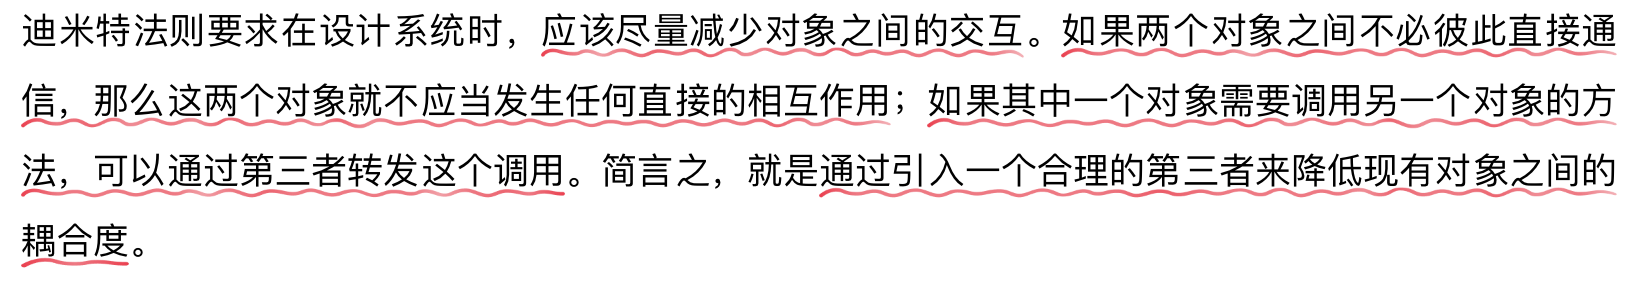 迪米特法则要求在设计系统时，应该尽量减少对象之间的交互。如果两个对象之间不必彼此直接通
信，那么这两个对象就不应当发生任何直接的相互作用；如果其中一个对象需要调用另一个对象的方
法，可以通过第三者转发这个调用。简言之，就是通过引入一个合理的第三者来降低现有对象之间的
耦合度。